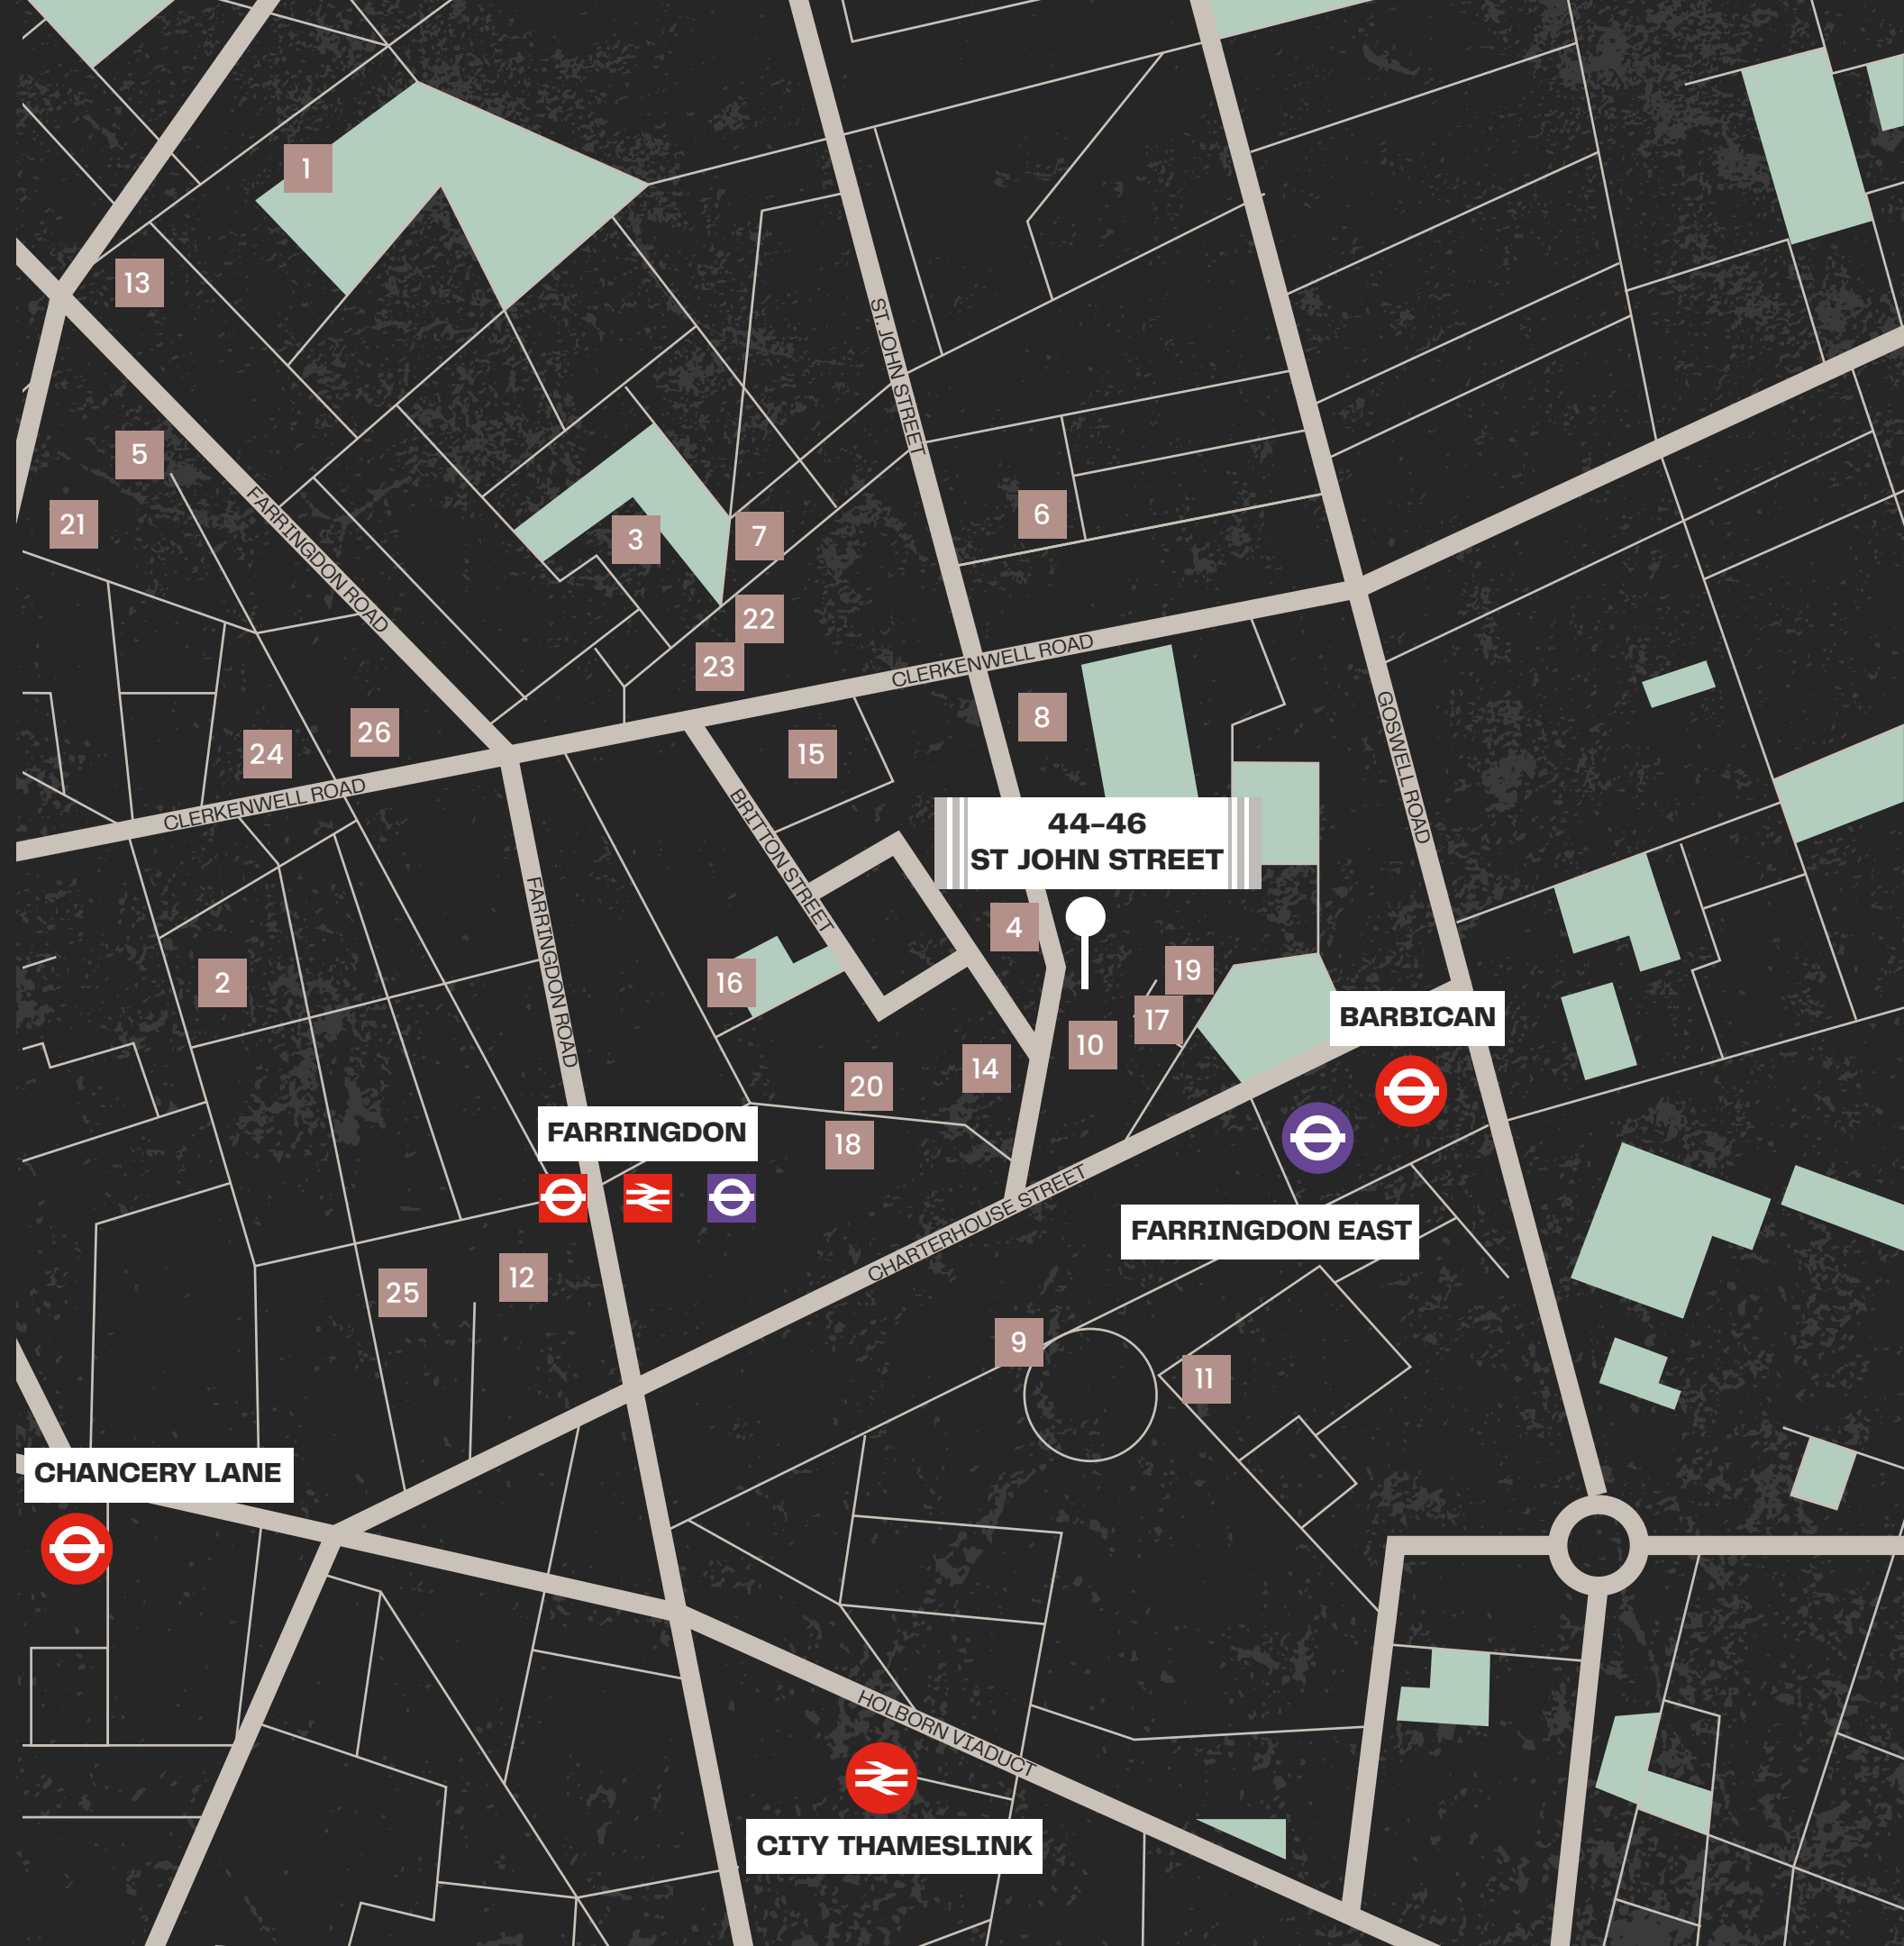 1
13
ST. JOHN STREET
5
FARRINGDON ROAD
21
6
3
7
22
CLERKENWELL ROAD
23
8
GOSWELL ROAD
26
24
15
CLERKENWELL ROAD
BRITTON STREET
44–46
ST JOHN STREET
FARRINGDON ROAD
4
2
16
19
17
BARBICAN
10
14
20
FARRINGDON
18
CHARTERHOUSE STREET
FARRINGDON EAST
12
25
9
11
CHANCERY LANE
HOLBORN VIADUCT
CITY THAMESLINK